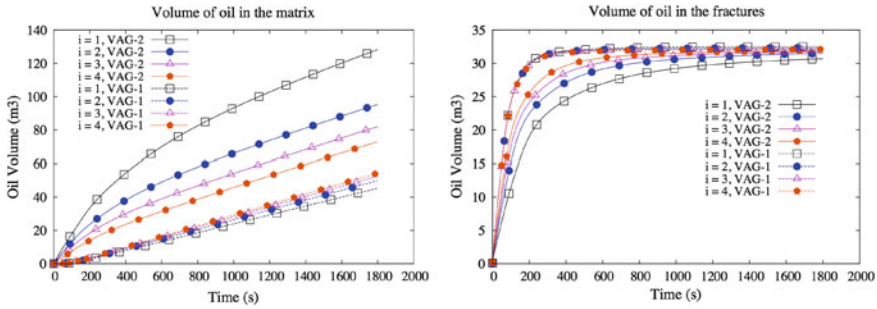 Volume of oil in the matrix
140
120
100
80
60
40
20
0
Oil Volume (m3)
i = 1, VAG-2
i = 2, VAG-2
i = 3, VAG-2
i = 4, VAG-2
i = 1, VAG-1
i = 2, VAG-1
i = 3, VAG-1
i = 4, VAG-1
0 200 400 600 800 1000 1200 1400 1600 1800 2000
Time (s)
Volume of oil in the fractures
35
30
25
20
15
10
5
0
Oil Volume (m3)
i = 1, VAG-2
i = 2, VAG-2
i = 3, VAG-2
i = 4, VAG-2
i = 1, VAG-1
i = 2, VAG-1
i = 3, VAG-1
i = 4, VAG-1
0 200 400 600 800 1000 1200 1400 1600 1800 2000
Time (s)